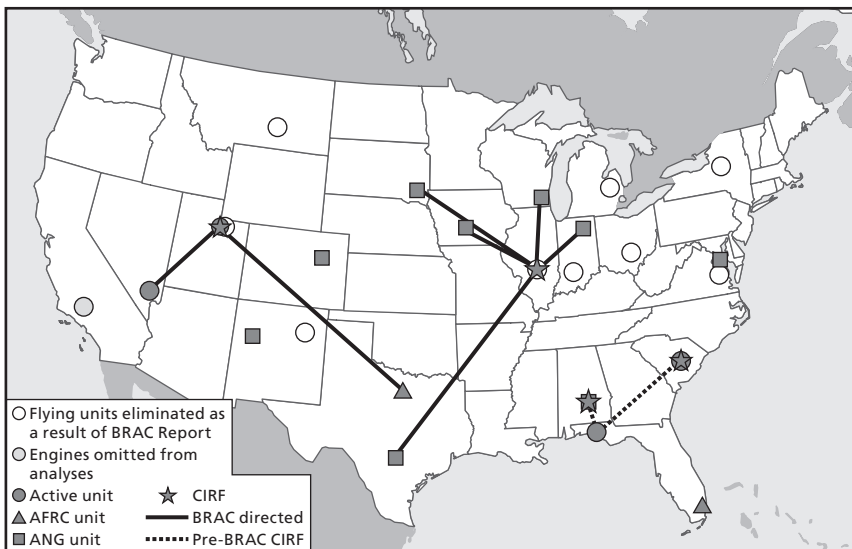 Flying units eliminated as
a result of BRAC Report
Engines omitted from
analyses
Active unit
AFRC unit
ANG unit
CIRF
BRAC directed
Pre-BRAC CIRF